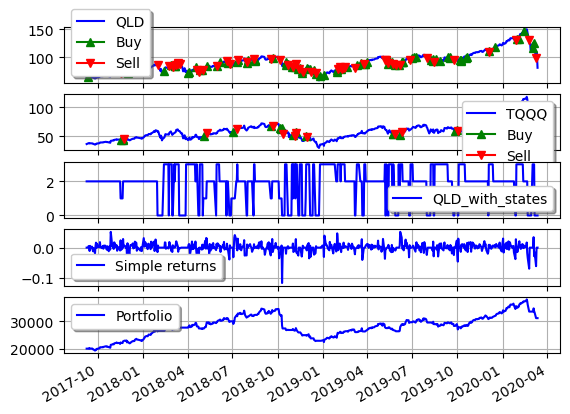 150
100
QLD
Buy
Sell
100
50
TQQQ
Buy
Sell
2
0
QLD_with_states
0.0
-0.1
Simple returns
30000
20000
Portfolio
2017-10 2018-01 2018-04 2018-07 2018-10 2019-01 2019-04 2019-07 2019-10 2020-01 2020-04